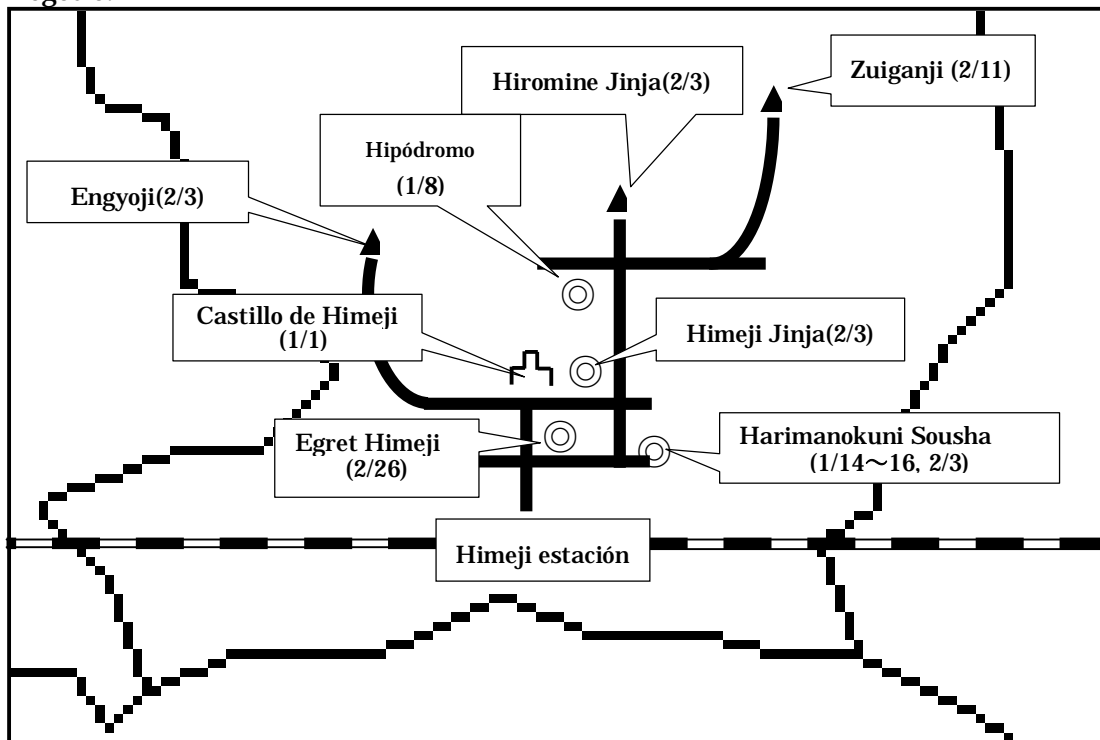 Zuiganji (2/11)
Hiromine Jinja(2/3)
Hipódromo
(1/8)
Engyoji(2/3)
Castillo de Himeji
(1/1)
Himeji Jinja(2/3)
Egret Himeji
(2/26)
Harimanokuni Sousha
(1/14～16, 2/3)
Himeji estación